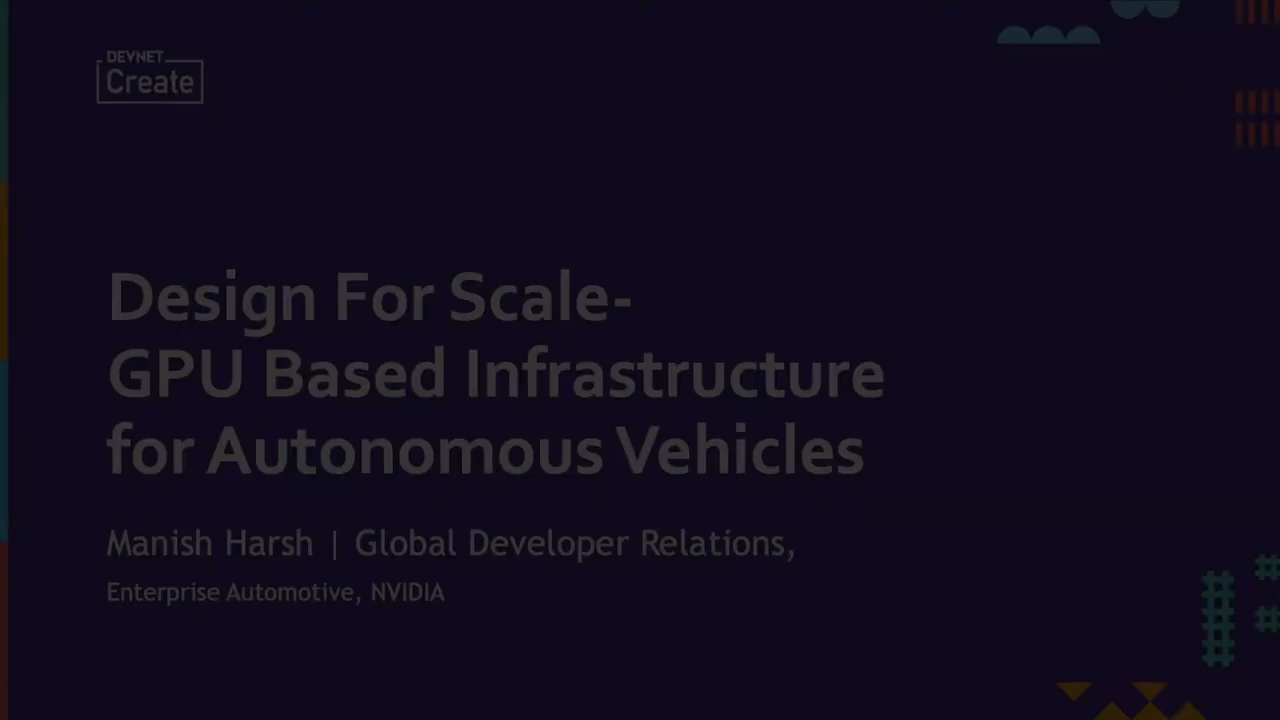 DEVNET
Create
Design For Scale-
GPU Based Infrastructure
for Autonomous Vehicles
Manish Harsh | Global Developer Relations,
Enterprise Automotive, NVIDIA